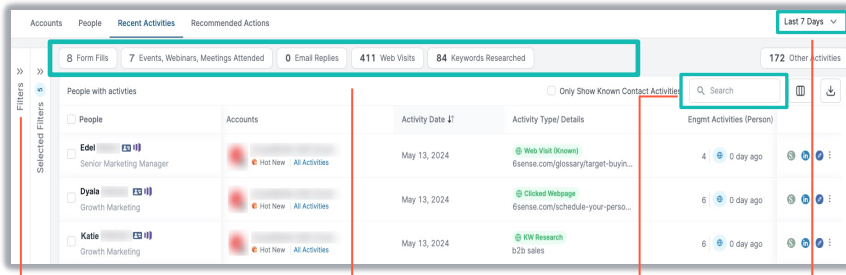 Accounts People Recent Activities Recommended Actions Last 7 Days
8 Form Fills 7 Events, Webinars, Meetings Attended 0 Email Replies 411 Web Visits 84 Keywords Researched 172 Other Activities
Filters
Selected Filters 5
People with activties Only Show Known Contact Activities Search
People Accounts Activity Date Activity Type/ Details Engmt Activities (Person)
Edel Web Visit (Known)
Senior Marketing Manager Hot New All Activities May 13, 2024 6sense.com/glossary/target-buyin... 4 0 day ago
Dyala Clicked Webpage
Growth Marketing Hot New All Activities May 13, 2024 6sense.com/schedule-your-perso... 6 0 day ago
Katie KW Research
Growth Marketing Hot New All Activities May 13, 2024 b2b sales 6 0 day ago